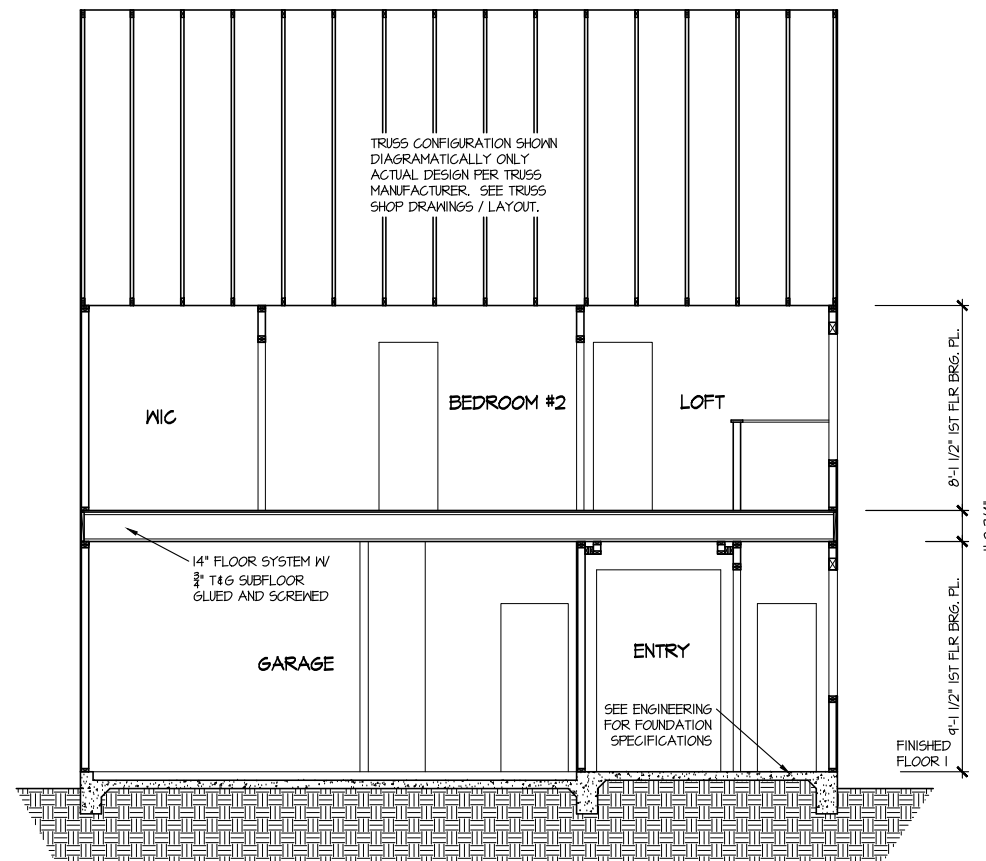 TRUSS CONFIGURATION SHOWN
DIAGRAMATICALLY ONLY
ACTUAL DESIGN PER TRUSS
MANUFACTURER. SEE TRUSS
SHOP DRAWINGS / LAYOUT.
WIC
BEDROOM #2
LOFT
8'-1 1/2" 1ST FLR BRG. PL.
14" FLOOR SYSTEM W/
3/4" T&G SUBFLOOR
GLUED AND SCREWED
GARAGE
ENTRY
SEE ENGINEERING
FOR FOUNDATION
SPECIFICATIONS
9'-1 1/2" 1ST FLR BRG. PL.
FINISHED
FLOOR 1